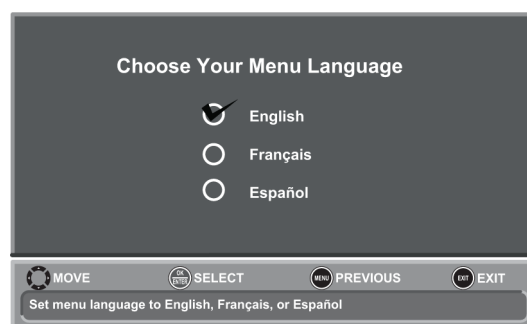 Choose Your Menu Language
English
Français
Español
MOVE OK ENTER SELECT MENU PREVIOUS EXIT EXIT
Set menu language to English, Français, or Español